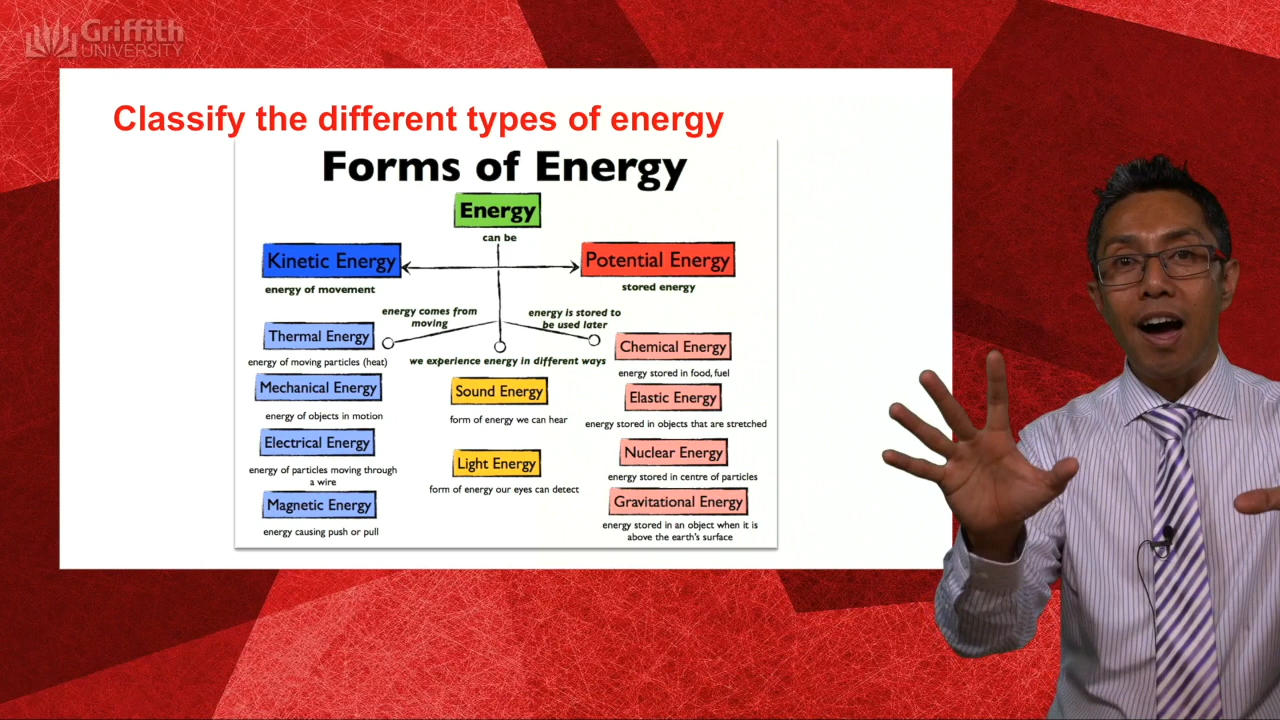 Griffith
UNIVERSITY
Classify the different types of energy
Forms of Energy
Energy
can be
Kinetic Energy
energy of movement
Potential Energy
stored energy
energy comes from
moving
energy is stored to
be used later
we experience energy in different ways
Thermal Energy
energy of moving particles (heat)
Mechanical Energy
energy of objects in motion
Electrical Energy
energy of particles moving through
a wire
Magnetic Energy
energy causing push or pull
Sound Energy
form of energy we can hear
Light Energy
form of energy our eyes can detect
Chemical Energy
energy stored in food, fuel
Elastic Energy
energy stored in objects that are stretched
Nuclear Energy
energy stored in centre of particles
Gravitational Energy
energy stored in an object when it is
above the earth's surface